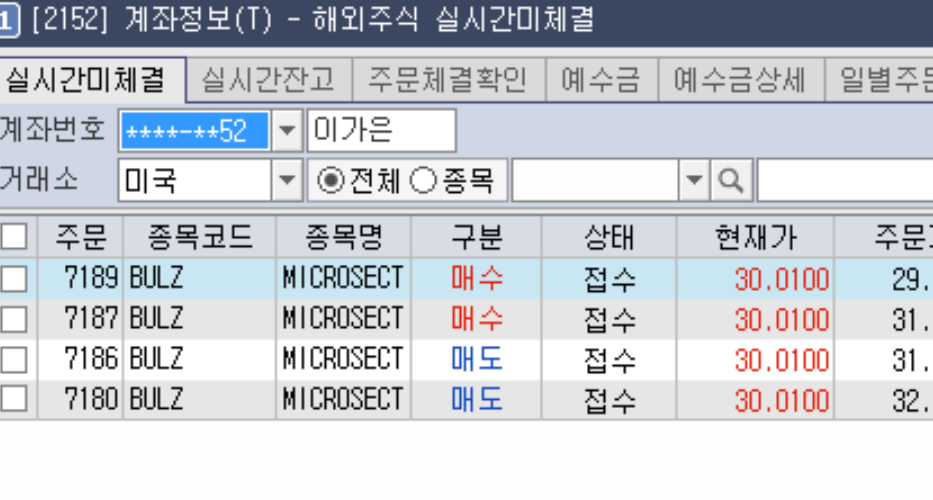 1 [2152] 계좌정보(T) - 해외주식 실시간미체결
실시간미체결 실시간잔고 주문체결확인 예수금 예수금상세 일별주문
계좌번호 ****-**52 이가은
거래소 미국 전체 종목
주문 종목코드 종목명 구분 상태 현재가 주문
7189 BULZ MICROSECT 매수 접수 30.0100 29.
7187 BULZ MICROSECT 매수 접수 30.0100 31.
7186 BULZ MICROSECT 매도 접수 30.0100 31.
7180 BULZ MICROSECT 매도 접수 30.0100 32.